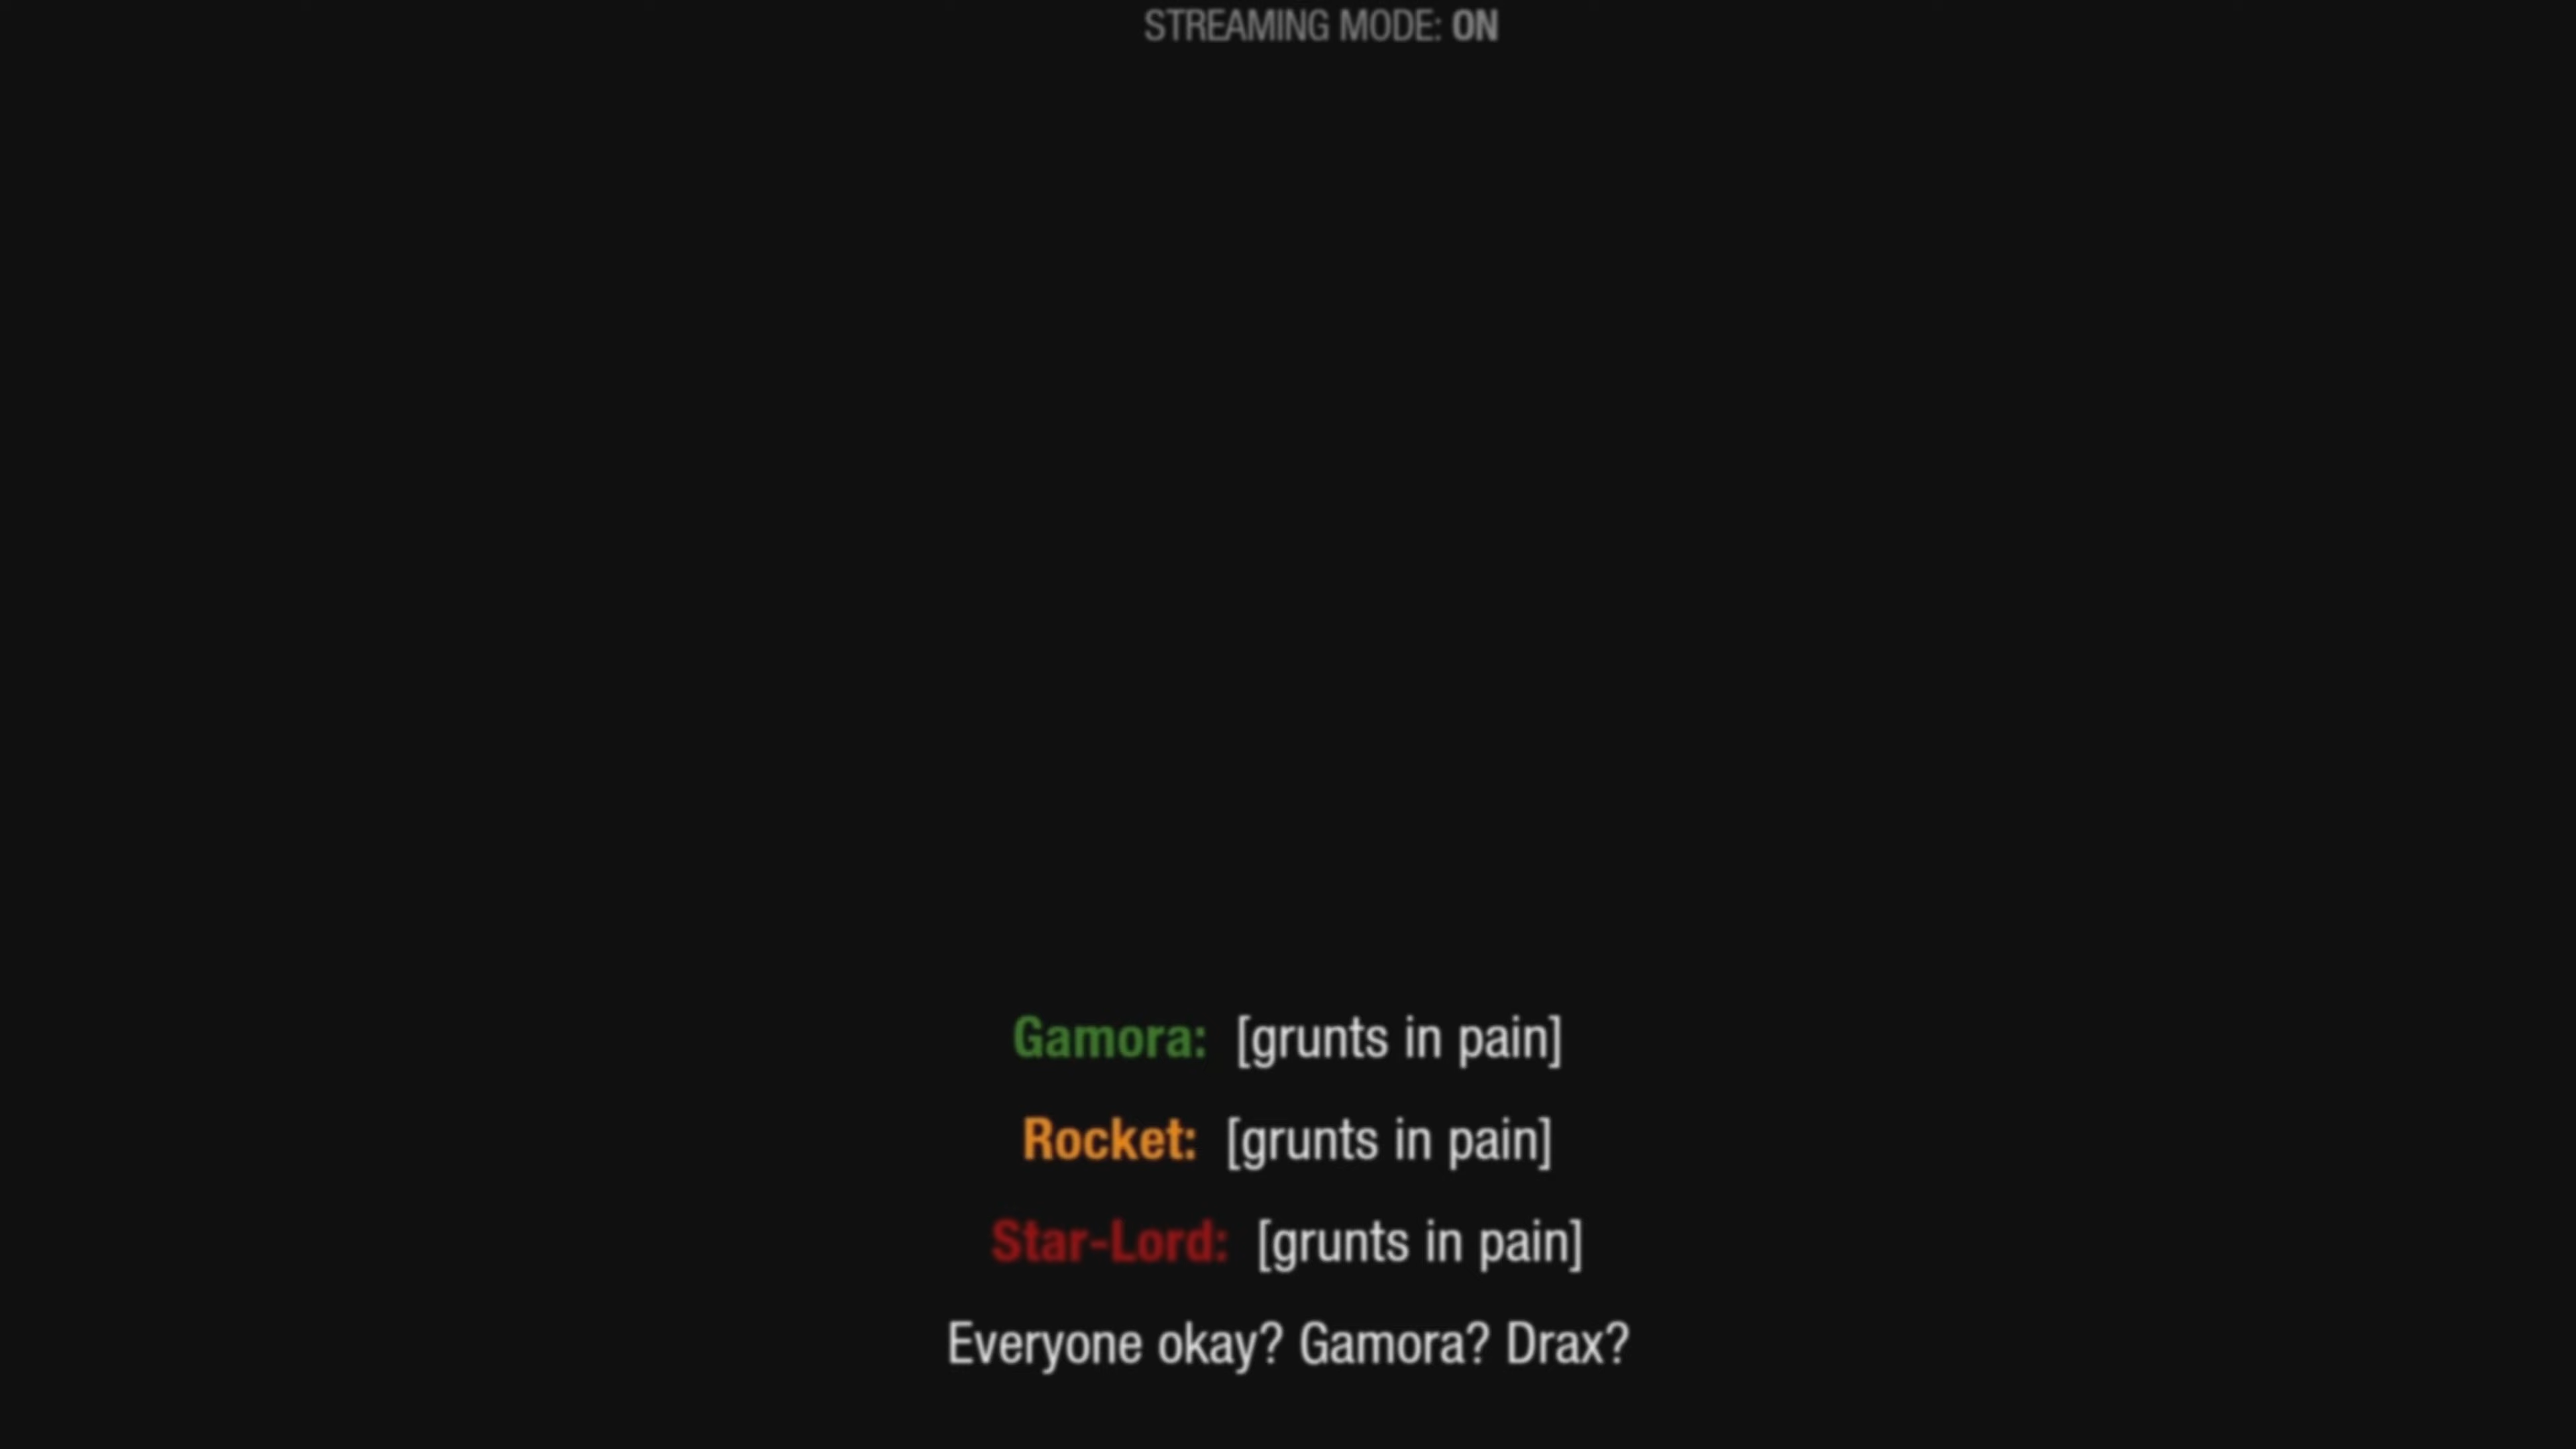 STREAMING MODE: ON
Gamora: [grunts in pain]
Rocket: [grunts in pain]
Star-Lord: [grunts in pain]
Everyone okay? Gamora? Drax?